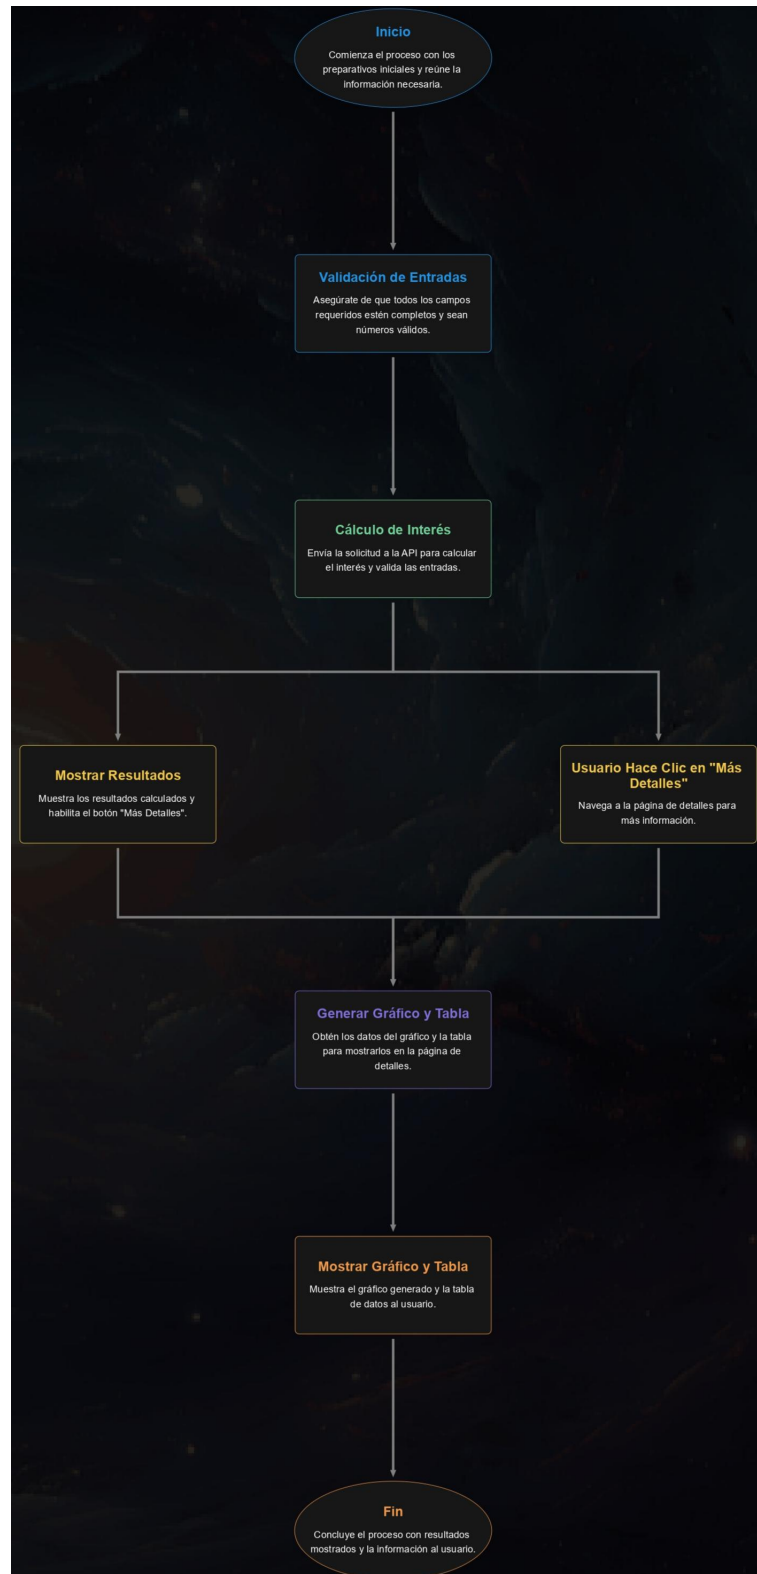 Inicio
Comienza el proceso con los
preparativos iniciales y reúne la
información necesaria.
Validación de Entradas
Asegúrate de que todos los campos
requeridos estén completos y sean
números válidos.
Cálculo de Interés
Envía la solicitud a la API para calcular
el interés y valida las entradas.
Mostrar Resultados
Muestra los resultados calculados y
habilita el botón "Más Detalles".
Usuario Hace Clic en "Más
Detalles"
Navega a la página de detalles para
más información.
Generar Gráfico y Tabla
Obtén los datos del gráfico y la tabla
para mostrarlos en la página de
detalles.
Mostrar Gráfico y Tabla
Muestra el gráfico generado y la tabla
de datos al usuario.
Fin
Concluye el proceso con resultados
mostrados y la información al usuario.